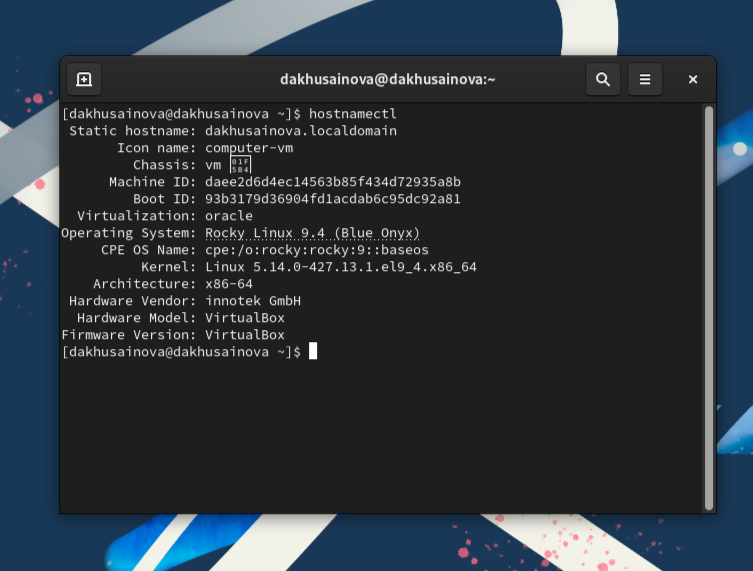 dakhusainova@dakhusainova:~
[dakhusainova@dakhusainova ~]$ hostnamectl
Static hostname: dakhusainova.localdomain
Icon name: computer-vm
Chassis: vm 🖴
Machine ID: daee2d6d4ec14563b85f434d72935a8b
Boot ID: 93b3179d36904fd1acdab6c95dc92a81
Virtualization: oracle
Operating System: Rocky Linux 9.4 (Blue Onyx)
CPE OS Name: cpe:/o:rocky:rocky:9::baseos
Kernel: Linux 5.14.0-427.13.1.el9_4.x86_64
Architecture: x86-64
Hardware Vendor: innotek GmbH
Hardware Model: VirtualBox
Firmware Version: VirtualBox
[dakhusainova@dakhusainova ~]$